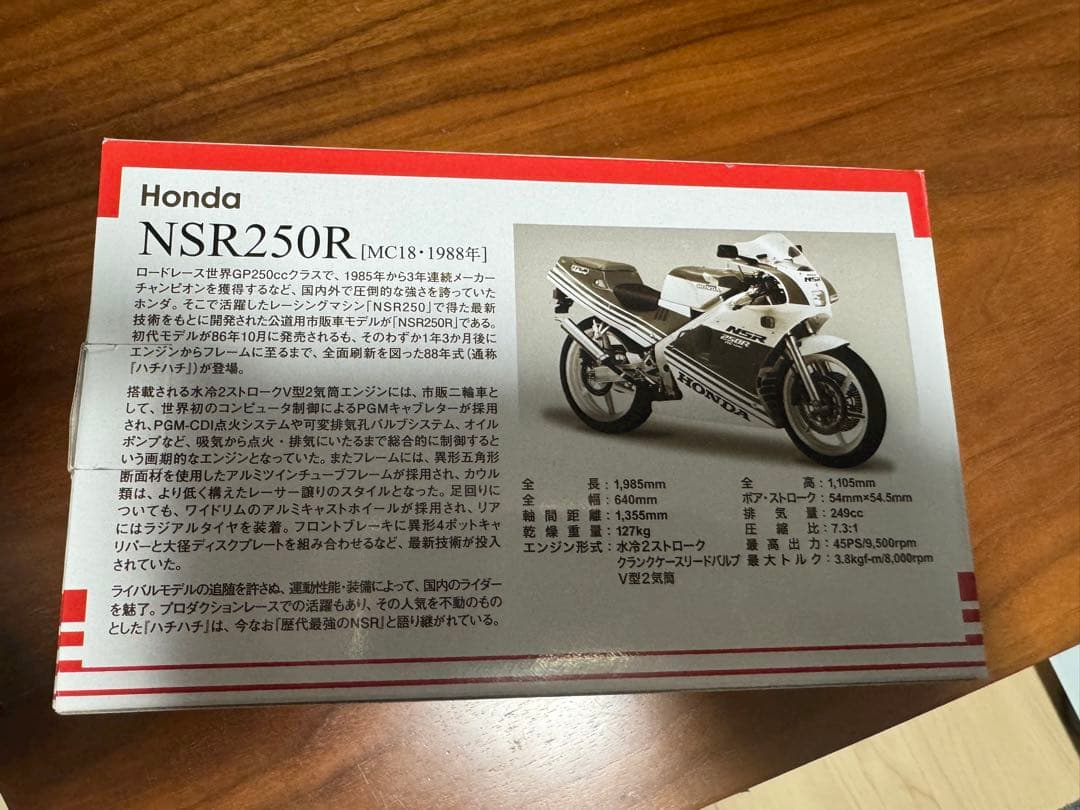 Honda
NSR250R [MC18・1988年]
ロードレース世界GP250ccクラスで、1985年から3年連続メーカー
チャンピオンを獲得するなど、国内外で圧倒的な強さを誇っていた
ホンダ。そこで活躍したレーシングマシン「NSR250」で得た最新
技術をもとに開発された公道用市販車モデルが「NSR250R」である。
初代モデルが86年10月に発売されるも、そのわずか1年3か月後に
エンジンからフレームに至るまで、全面刷新を図った88年式(通称
『ハチハチ』)が登場。
搭載される水冷2ストロークV型2気筒エンジンには、市販二輪車と
して、世界初のコンピュータ制御によるPGMキャブレターが採用
され、PGM-CDI点火システムや可変排気孔バルブシステム、オイル
ポンプなど、吸気から点火・排気にいたるまで総合的に制御すると
いう画期的なエンジンとなっていた。またフレームには、異形五角形
断面材を使用したアルミツインチューブフレームが採用され、カウル
類は、より低く構えたレーサー譲りのスタイルとなった。足回りに
ついても、ワイドリムのアルミキャストホイールが採用され、リア
にはラジアルタイヤを装着。フロントブレーキに異形4ポットキャ
リパーと大径ディスクプレートを組み合わせるなど、最新技術が投入
されていた。
ライバルモデルの追随を許さぬ、運動性能・装備によって、国内のライダー
を魅了。プロダクションレースでの活躍もあり、その人気を不動のもの
とした『ハチハチ』は、今なお「歴代最強のNSR」と語り継がれている。
HONDA
NSR
NSR
250R
HONDA
全長：1,985mm
全幅：640mm
軸間距離：1,355mm
乾燥重量：127kg
エンジン形式：水冷2ストローク
クランクケースリードバルブ
V型2気筒
全高：1,105mm
ボア・ストローク：54mm×54.5mm
排気量：249cc
圧縮比：7.3:1
最高出力：45PS/9,500rpm
最大トルク：3.8kgf-m/8,000rpm